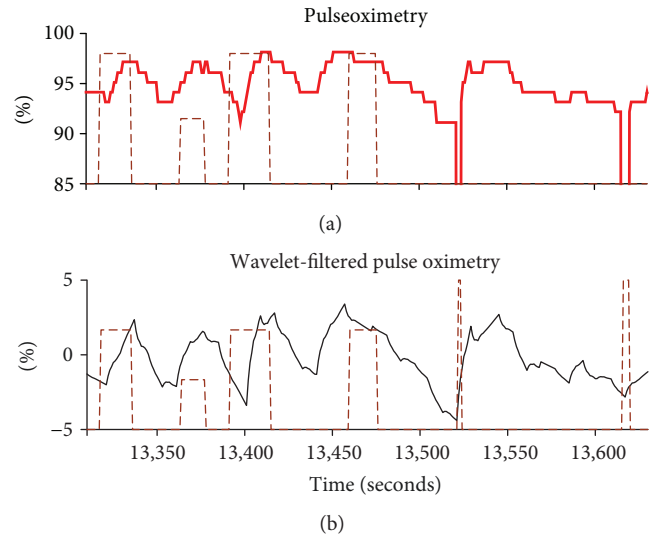 Pulseoximetry
100
95
90
85
(%)
(a)
Wavelet-filtered pulse oximetry
5
0
−5
(%)
13,350 13,400 13,450 13,500 13,550 13,600
Time (seconds)
(b)